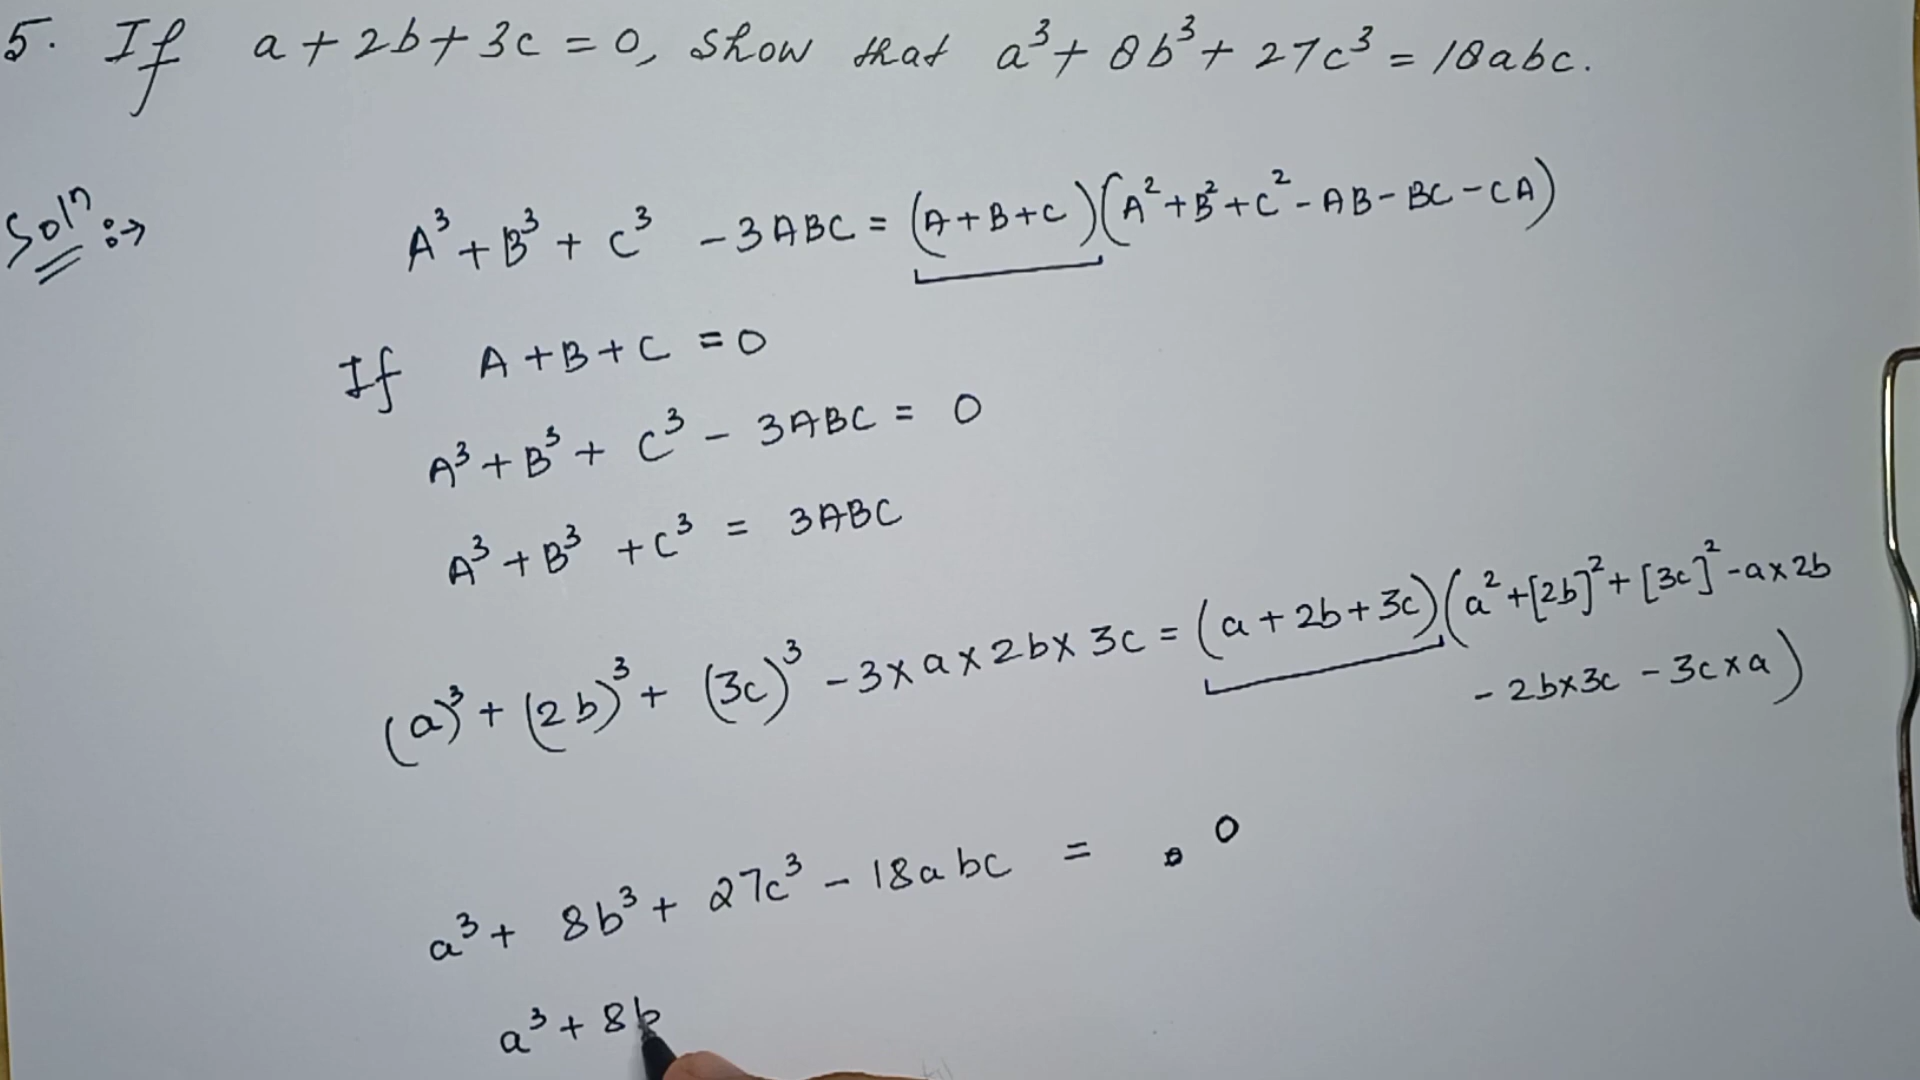 5. If a + 2b + 3c = 0, show that a³ + 8b³ + 27c³ = 18abc.
Soln :→
A³ + B³ + C³ - 3ABC = (A+B+C)(A²+B²+C²-AB-BC-CA)
If A+B+C = 0
A³ + B³ + C³ - 3ABC = 0
A³ + B³ + C³ = 3ABC
(a)³ + (2b)³ + (3c)³ - 3×a×2b×3c = (a+2b+3c)(a²+[2b]²+[3c]²-a×2b
- 2b×3c - 3c×a)
a³ + 8b³ + 27c³ - 18abc = 0
a³ + 8b